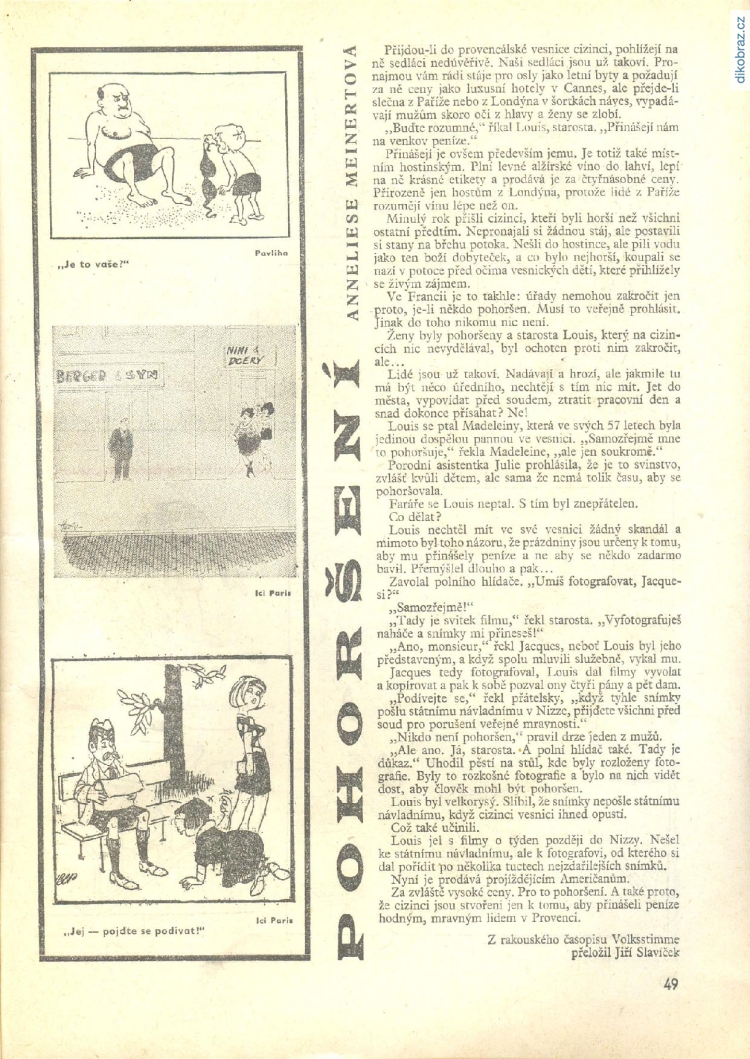 dikobraz.cz
Pavliha
„Je to vaše?“
NINI &
DCERY
BERGER & SYN
Ici Paris
Ici Paris
„Jej — pojďte se podívat!“
ANNELIESE MEINERTOVÁ
POHORŠENÍ
Přijdou-li do provencálské vesnice cizinci, pohlížejí na
ně sedláci nedůvěřivě. Naši sedláci jsou už takoví. Pro-
najmou vám rádi stáje pro osly jako letní byty a požadují
za ně ceny jako luxusní hotely v Cannes, ale přejde-li
slečna z Paříže nebo z Londýna v šortkách náves, vypadá-
vají mužům skoro oči z hlavy a ženy se zlobí.
„Buďte rozumné,“ říkal Louis, starosta. „Přinášejí nám
na venkov peníze.“
Přinášejí je ovšem především jemu. Je totiž také míst-
ním hostinským. Plní levné alžírské víno do lahví, lepí
na ně krásné etikety a prodává je za čtyřnásobné ceny.
Přirozeně jen hostům z Londýna, protože lidé z Paříže
rozumějí vínu lépe než on.
Minulý rok přišli cizinci, kteří byli horší než všichni
ostatní předtím. Nepronajali si žádnou stáj, ale postavili
si stany na břehu potoka. Nešli do hostince, ale pili vodu
jako ten boží dobyteček, a co bylo nejhorší, koupali se
nazí v potoce před očima vesnických dětí, které přihlížely
se živým zájmem.
Ve Francii je to takhle: úřady nemohou zakročit jen
proto, je-li někdo pohoršen. Musí to veřejně prohlásit.
Jinak do toho nikomu nic není.
Ženy byly pohoršeny a starosta Louis, který na cizin-
cích nic nevydělával, byl ochoten proti nim zakročit,
ale...
Lidé jsou už takoví. Nadávají a hrozí, ale jakmile tu
má být něco úředního, nechtějí s tím nic mít. Jet do
města, vypovídat před soudem, ztratit pracovní den a
snad dokonce přísahat? Ne!
Louis se ptal Madeleiny, která ve svých 57 letech byla
jedinou dospělou pannou ve vesnici. „Samozřejmě mne
to pohoršuje,“ řekla Madeleine, „ale jen soukromě.“
Porodní asistentka Julie prohlásila, že je to svinstvo,
zvlášť kvůli dětem, ale sama že nemá tolik času, aby se
pohoršovala.
Faráře se Louis neptal. S tím byl znepřátelen.
Co dělat?
Louis nechtěl mít ve své vesnici žádný skandál a
mimoto byl toho názoru, že prázdniny jsou určeny k tomu,
aby mu přinášely peníze a ne aby se někdo zadarmo
bavil. Přemýšlel dlouho a pak...
Zavolal polního hlídače. „Umíš fotografovat, Jacque-
si?“
„Samozřejmě!“
„Tady je svitek filmu,“ řekl starosta. „Vyfotografuješ
naháče a snímky mi přineseš!“
„Ano, monsieur,“ řekl Jacques, neboť Louis byl jeho
představeným, a když spolu mluvili služebně, vykal mu.
Jacques tedy fotografoval, Louis dal filmy vyvolat
a kopírovat a pak k sobě pozval ony čtyři pány a pět dam.
„Podívejte se,“ řekl přátelsky, „když tyhle snímky
pošlu státnímu návladnímu v Nizze, přijdete všichni před
soud pro porušení veřejné mravnosti.“
„Nikdo není pohoršen,“ pravil drze jeden z mužů.
„Ale ano. Já, starosta. A polní hlídač také. Tady je
důkaz.“ Uhodil pěstí na stůl, kde byly rozloženy foto-
grafie. Byly to rozkošné fotografie a bylo na nich vidět
dost, aby člověk mohl být pohoršen.
Louis byl velkorysý. Slíbil, že snímky nepošle státnímu
návladnímu, když cizinci vesnici ihned opustí.
Což také učinili.
Louis jel s filmy o týden později do Nizzy. Nešel
ke státnímu návladnímu, ale k fotografovi, od kterého si
dal pořídit po několika tuctech nejzdařilejších snímků.
Nyní je prodává projíždějícím Američanům.
Za zvláště vysoké ceny. Pro to pohoršení. A také proto,
že cizinci jsou stvořeni jen k tomu, aby přinášeli peníze
hodným, mravným lidem v Provenci.
Z rakouského časopisu Volksstimme
přeložil Jiří Slavíček
49